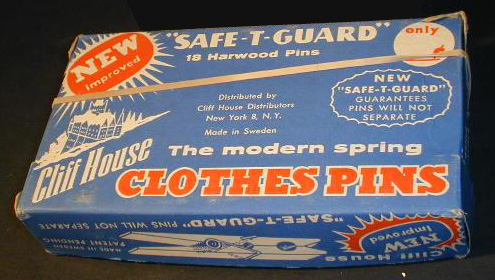 NEW
Improved
"SAFE-T-GUARD"
18 Harwood Pins
only
NEW
"SAFE-T-GUARD"
GUARANTEES
PINS WILL NOT
SEPARATE
Distributed by
Cliff House Distributors
New York 8, N.Y.
Made in Sweden
Cliff House
The modern spring
CLOTHES PINS
"SAFE-T-GUARD" PINS WILL NOT SEPARATE
PATENT PENDING
MADE IN SWEDEN
Cliff House
NEW
Improved